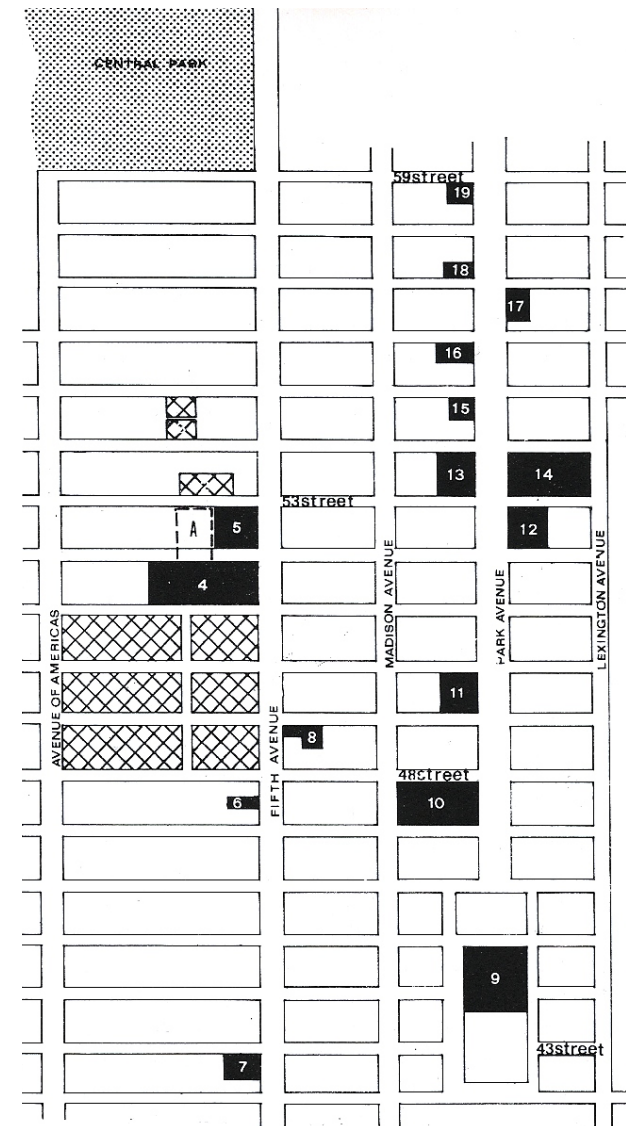 CENTRAL PARK
59street
19
18
17
16
15
13
14
53street
A
5
12
4
AVENUE OF AMERICAS
FIFTH AVENUE
MADISON AVENUE
PARK AVENUE
LEXINGTON AVENUE
11
8
48street
6
10
9
43street
7